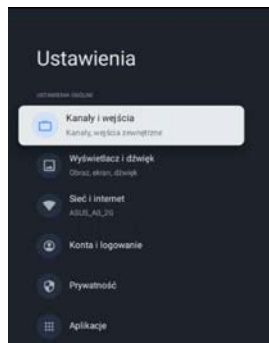 Ustawienia
USTAWIENIA OGÓLNE
Kanały i wejścia
Kanały, wejścia zewnętrzne
Wyświetlacz i dźwięk
Obraz, ekran, dźwięk
Sieć i internet
ASUS_A8_2G
Konta i logowanie
Prywatność
Aplikacje